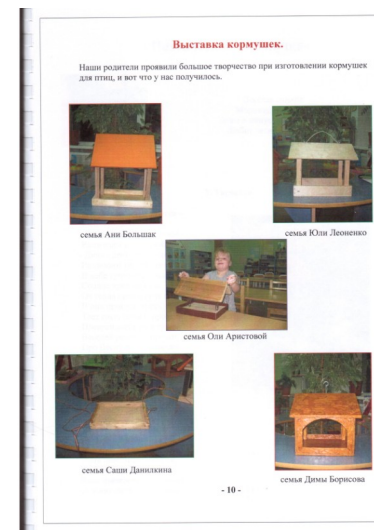 Выставка кормушек.
Наши родители проявили большое творчество при изготовлении кормушек
для птиц, и вот что у нас получилось.
семья Ани Большак
семья Юли Леоненко
семья Оли Аристовой
семья Саши Данилкина
семья Димы Борисова
- 10 -